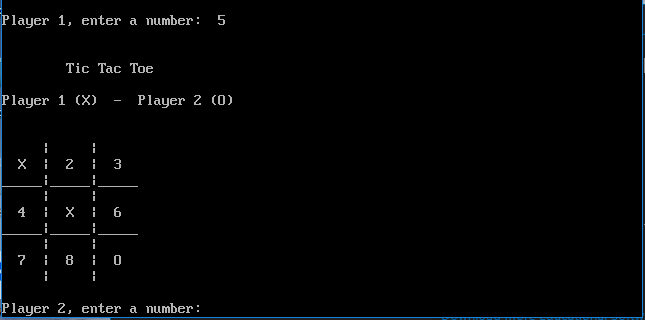 Player 1, enter a number:  5
Tic Tac Toe
Player 1 (X)  -  Player 2 (O)
X ¦ 2 ¦ 3
4 ¦ X ¦ 6
7 ¦ 8 ¦ O
Player 2, enter a number: